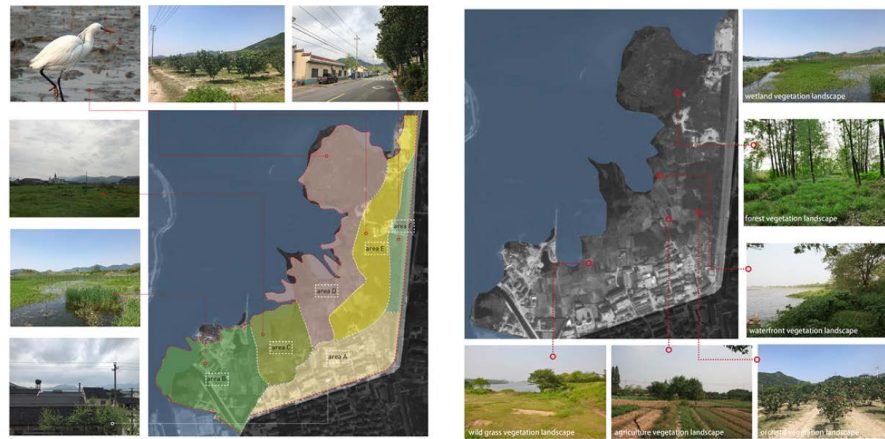 area F
area E
area D
area C
area A
area B
wetland vegetation landscape
forest vegetation landscape
waterfront vegetation landscape
wild grass vegetation landscape
agriculture vegetation landscape
orchard vegetation landscape